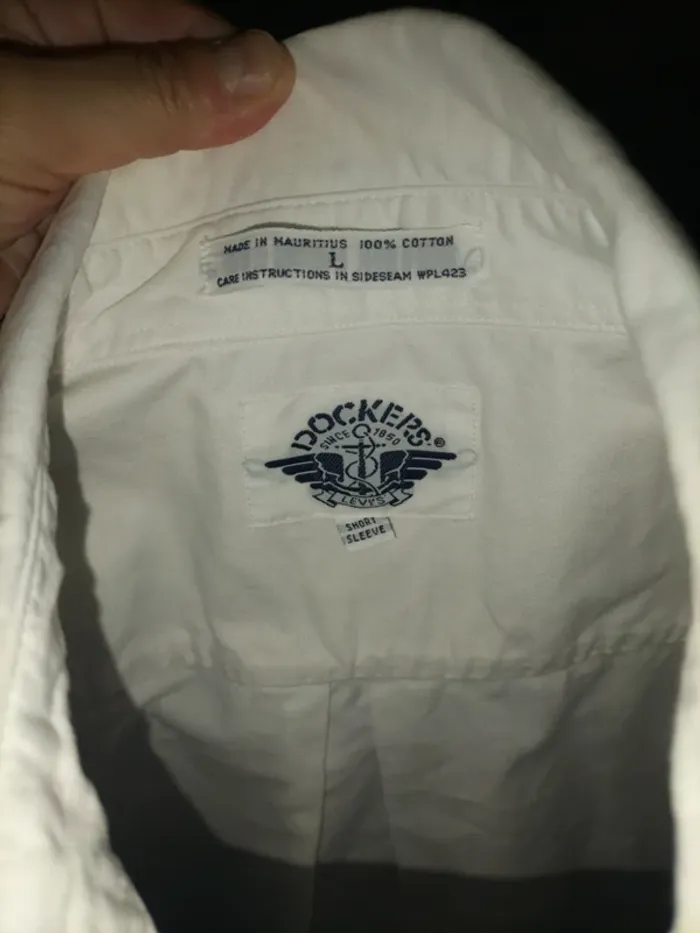 MADE IN MAURITIUS 100% COTTON
L
CARE INSTRUCTIONS IN SIDESEAM WPL423
DOCKERS®
SINCE 1850
LEVI'S
SHORT
SLEEVE